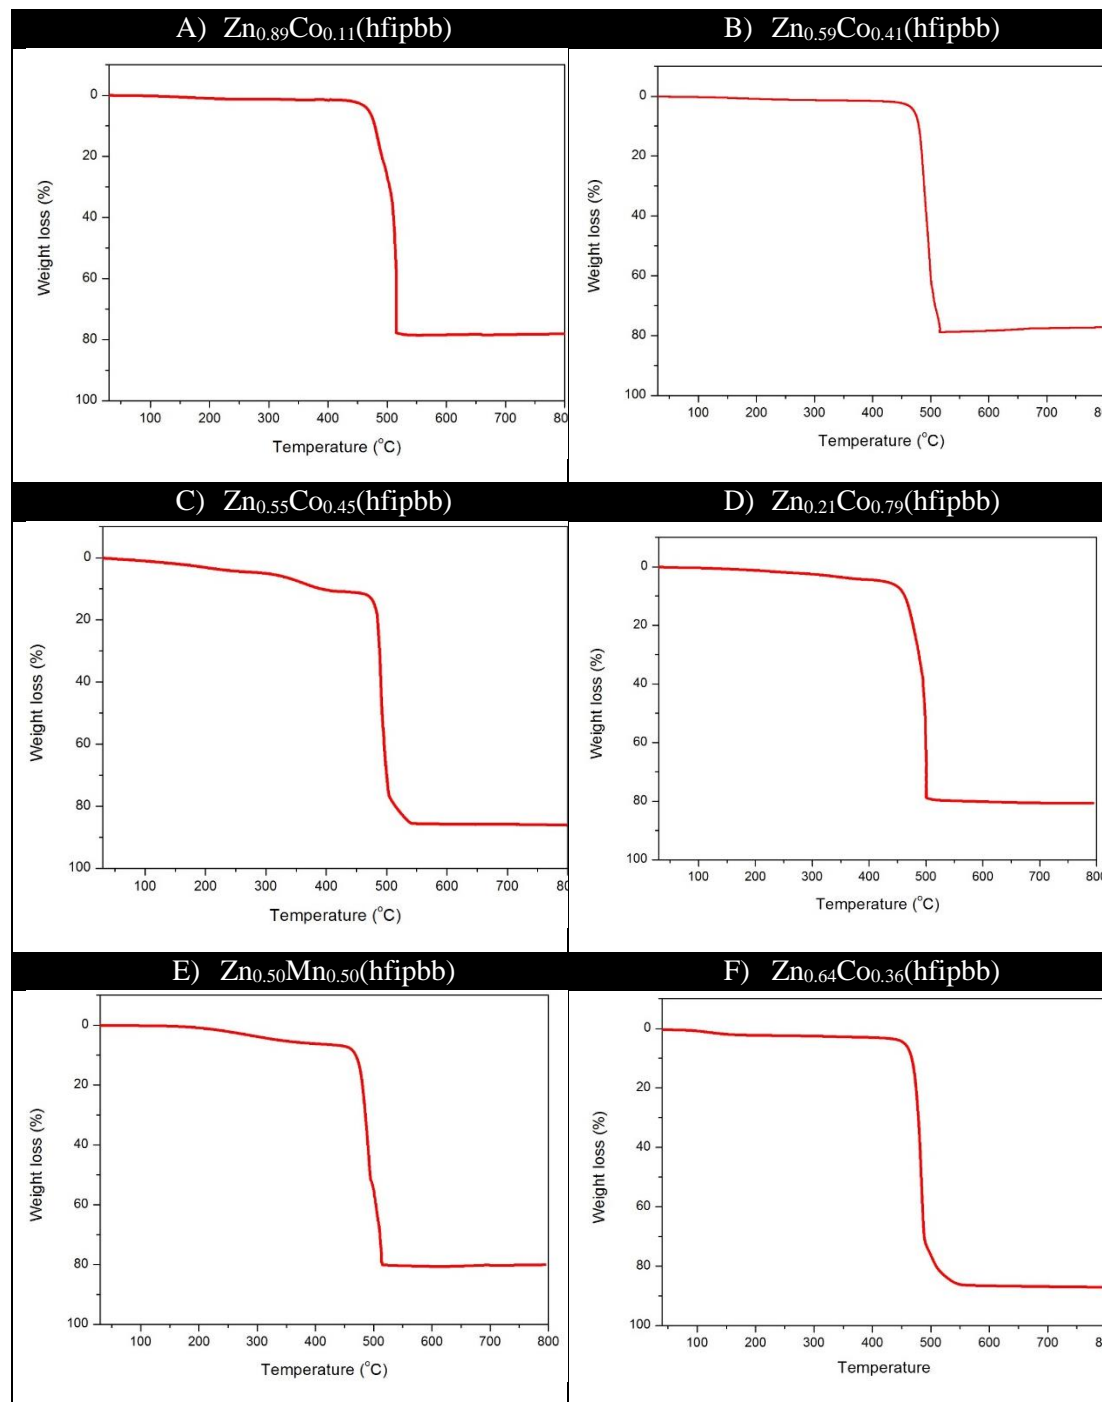 A) Zn0.89Co0.11(hfipbb)
B) Zn0.59Co0.41(hfipbb)
0
20
40
60
80
100
Weight loss (%)
100 200 300 400 500 600 700 800
Temperature (°C)
0
20
40
60
80
100
Weight loss (%)
100 200 300 400 500 600 700 80
Temperature (°C)
C) Zn0.55Co0.45(hfipbb)
D) Zn0.21Co0.79(hfipbb)
0
20
40
60
80
100
Weight loss (%)
100 200 300 400 500 600 700 800
Temperature (°C)
0
20
40
60
80
100
Weight loss (%)
100 200 300 400 500 600 700 800
Temperature (°C)
E) Zn0.50Mn0.50(hfipbb)
F) Zn0.64Co0.36(hfipbb)
0
20
40
60
80
100
Weight loss (%)
100 200 300 400 500 600 700 800
Temperature (°C)
0
20
40
60
80
100
Weight loss (%)
100 200 300 400 500 600 700 80
Temperature